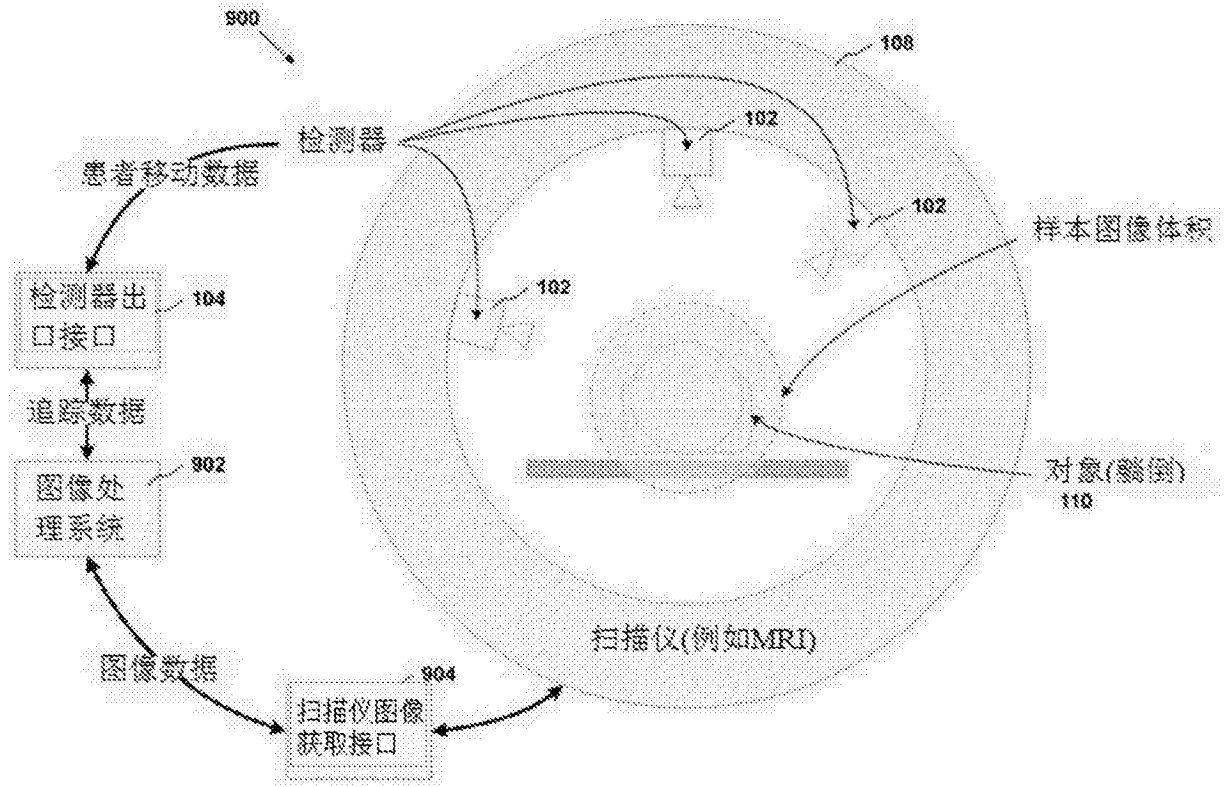 900
108
检测器
102
患者移动数据
102
样本图像体积
检测器出
口接口
104
102
追踪数据
902
图像处
理系统
对象(躺倒)
110
扫描仪(例如MRI)
图像数据
904
扫描仪图像
获取接口